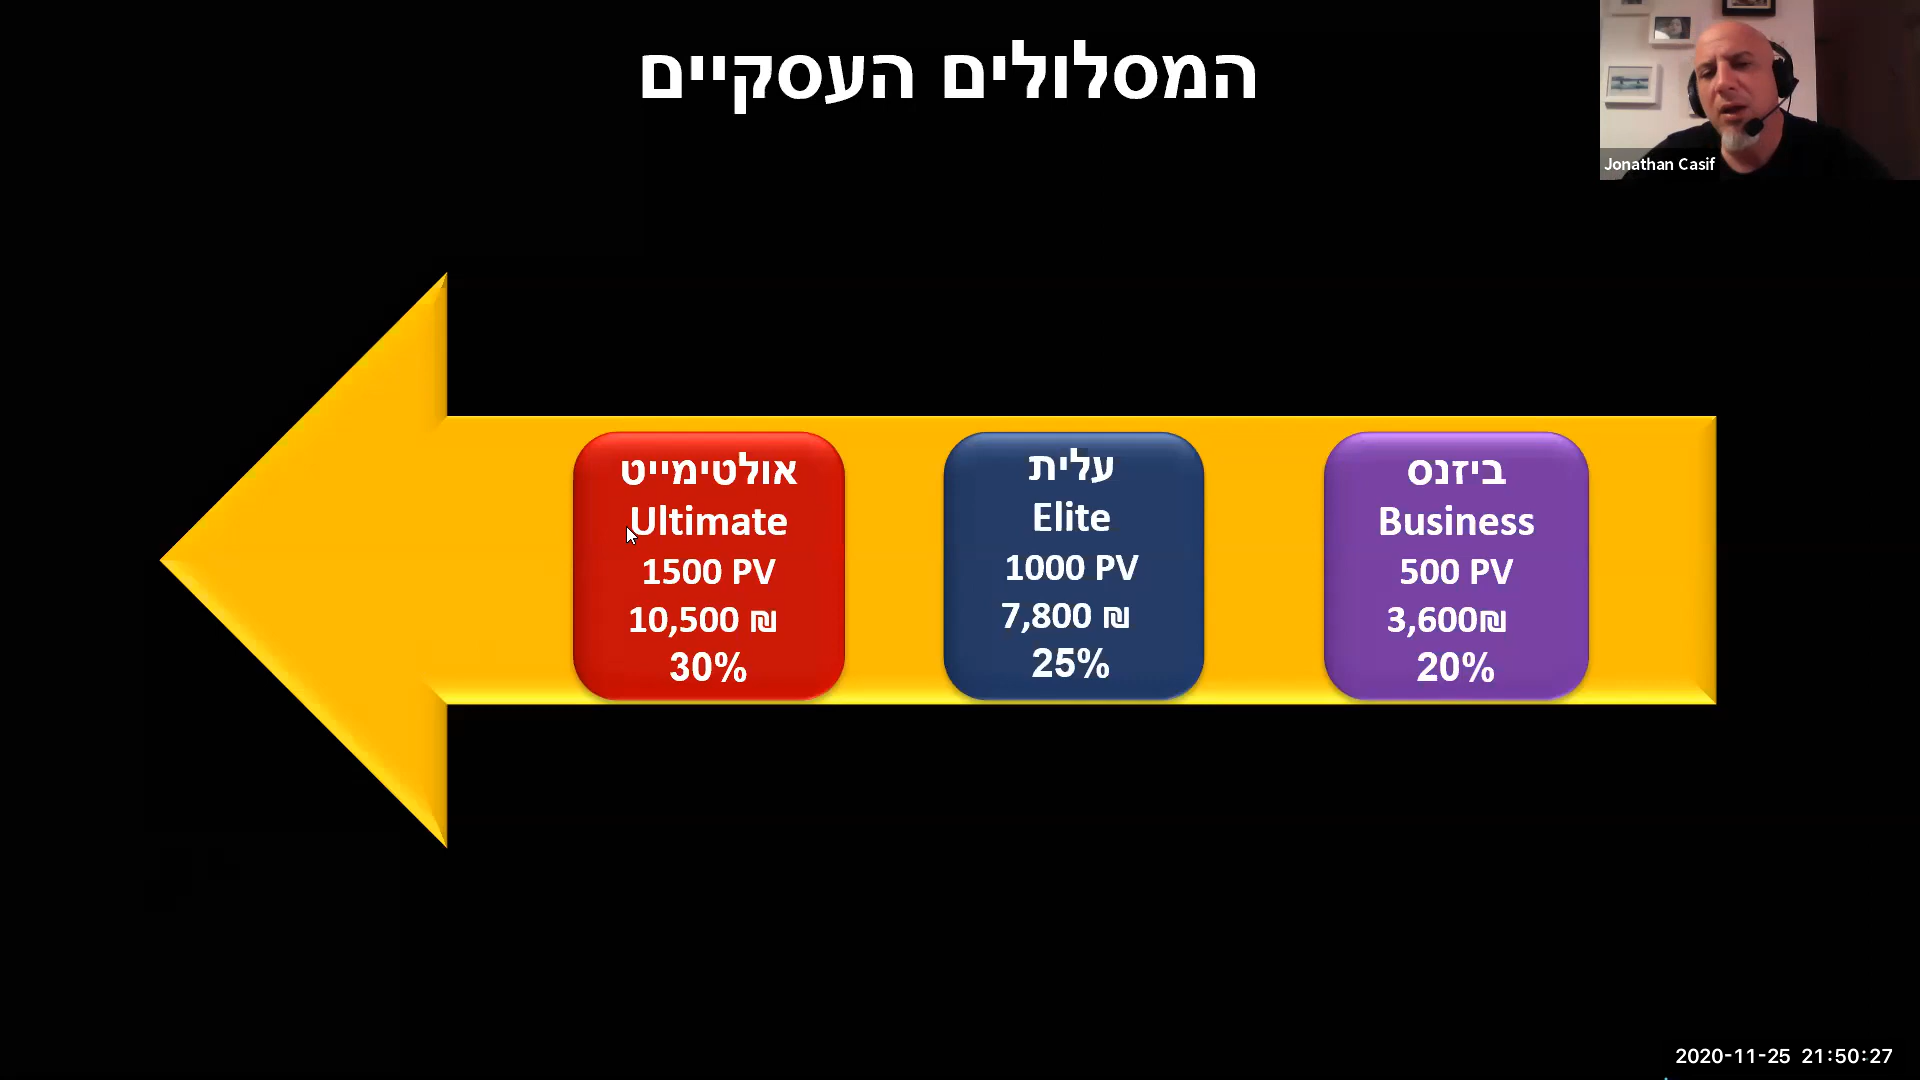 המסלולים העסקיים
Jonathan Casif
ביזנס
Business
500 PV
3,600₪
20%
עלית
Elite
1000 PV
7,800 ₪
25%
אולטימייט
Ultimate
1500 PV
10,500 ₪
30%
2020-11-25 21:50:27